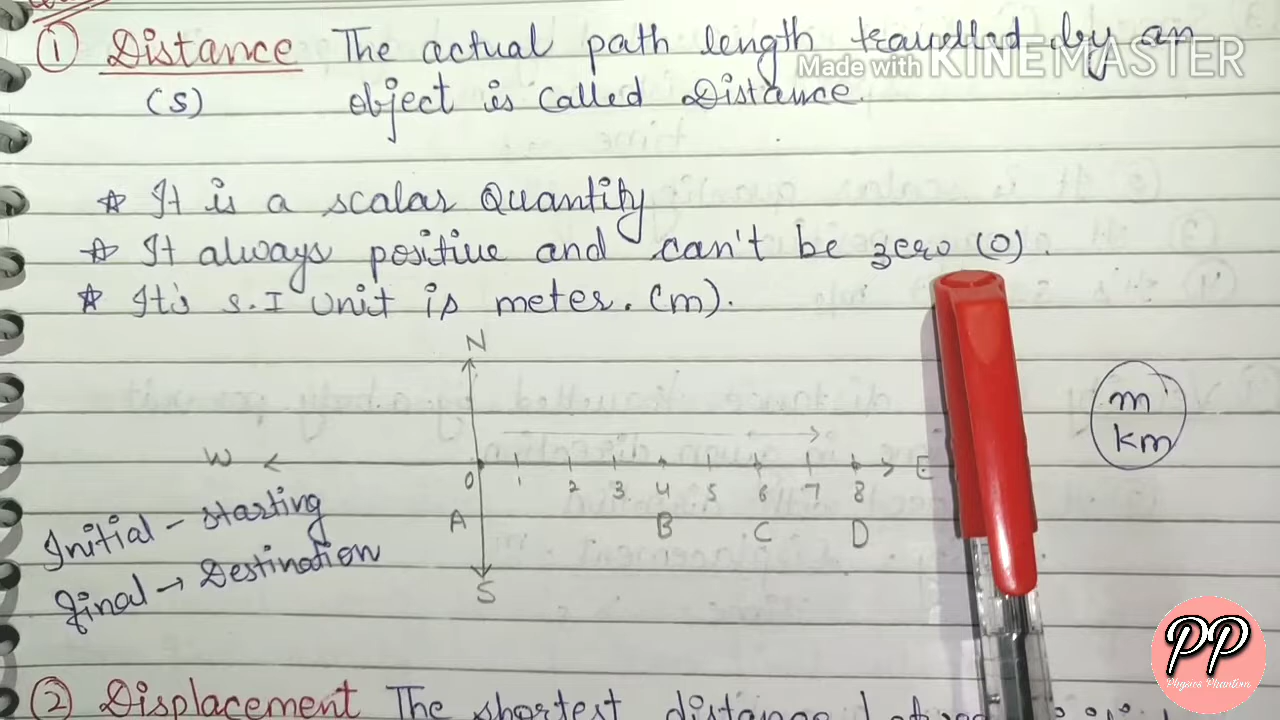 ① Distance The actual path length travelled by an
Made with KINEMASTER
(S) object is called Distance.
☆ It is a scalar Quantity
☆ It always positive and can't be zero (0).
☆ It's S.I Unit is meter. (m).
N
m
km
W O 1 2 3 4 5 6 7 8 E
A B C D
Initial - starting
final → Destination
S
PP
Physics Phantom
② Displacement The shortest distance